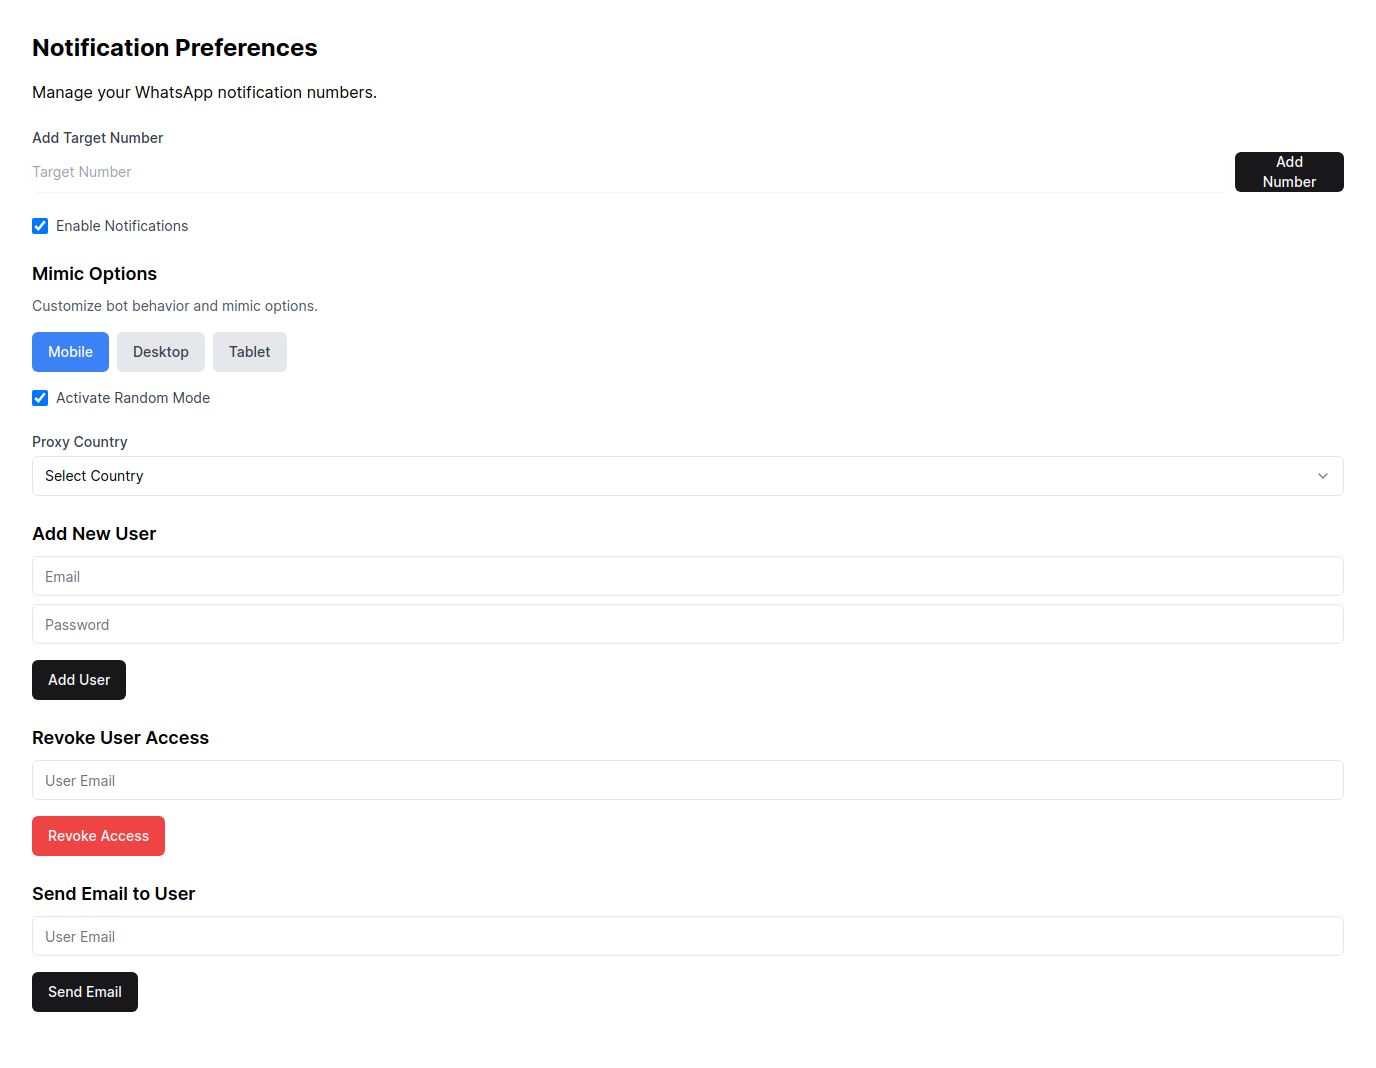 Notification Preferences
Manage your WhatsApp notification numbers.
Add Target Number
Target Number
Add
Number
Enable Notifications
Mimic Options
Customize bot behavior and mimic options.
Mobile
Desktop
Tablet
Activate Random Mode
Proxy Country
Select Country
Add New User
Email
Password
Add User
Revoke User Access
User Email
Revoke Access
Send Email to User
User Email
Send Email